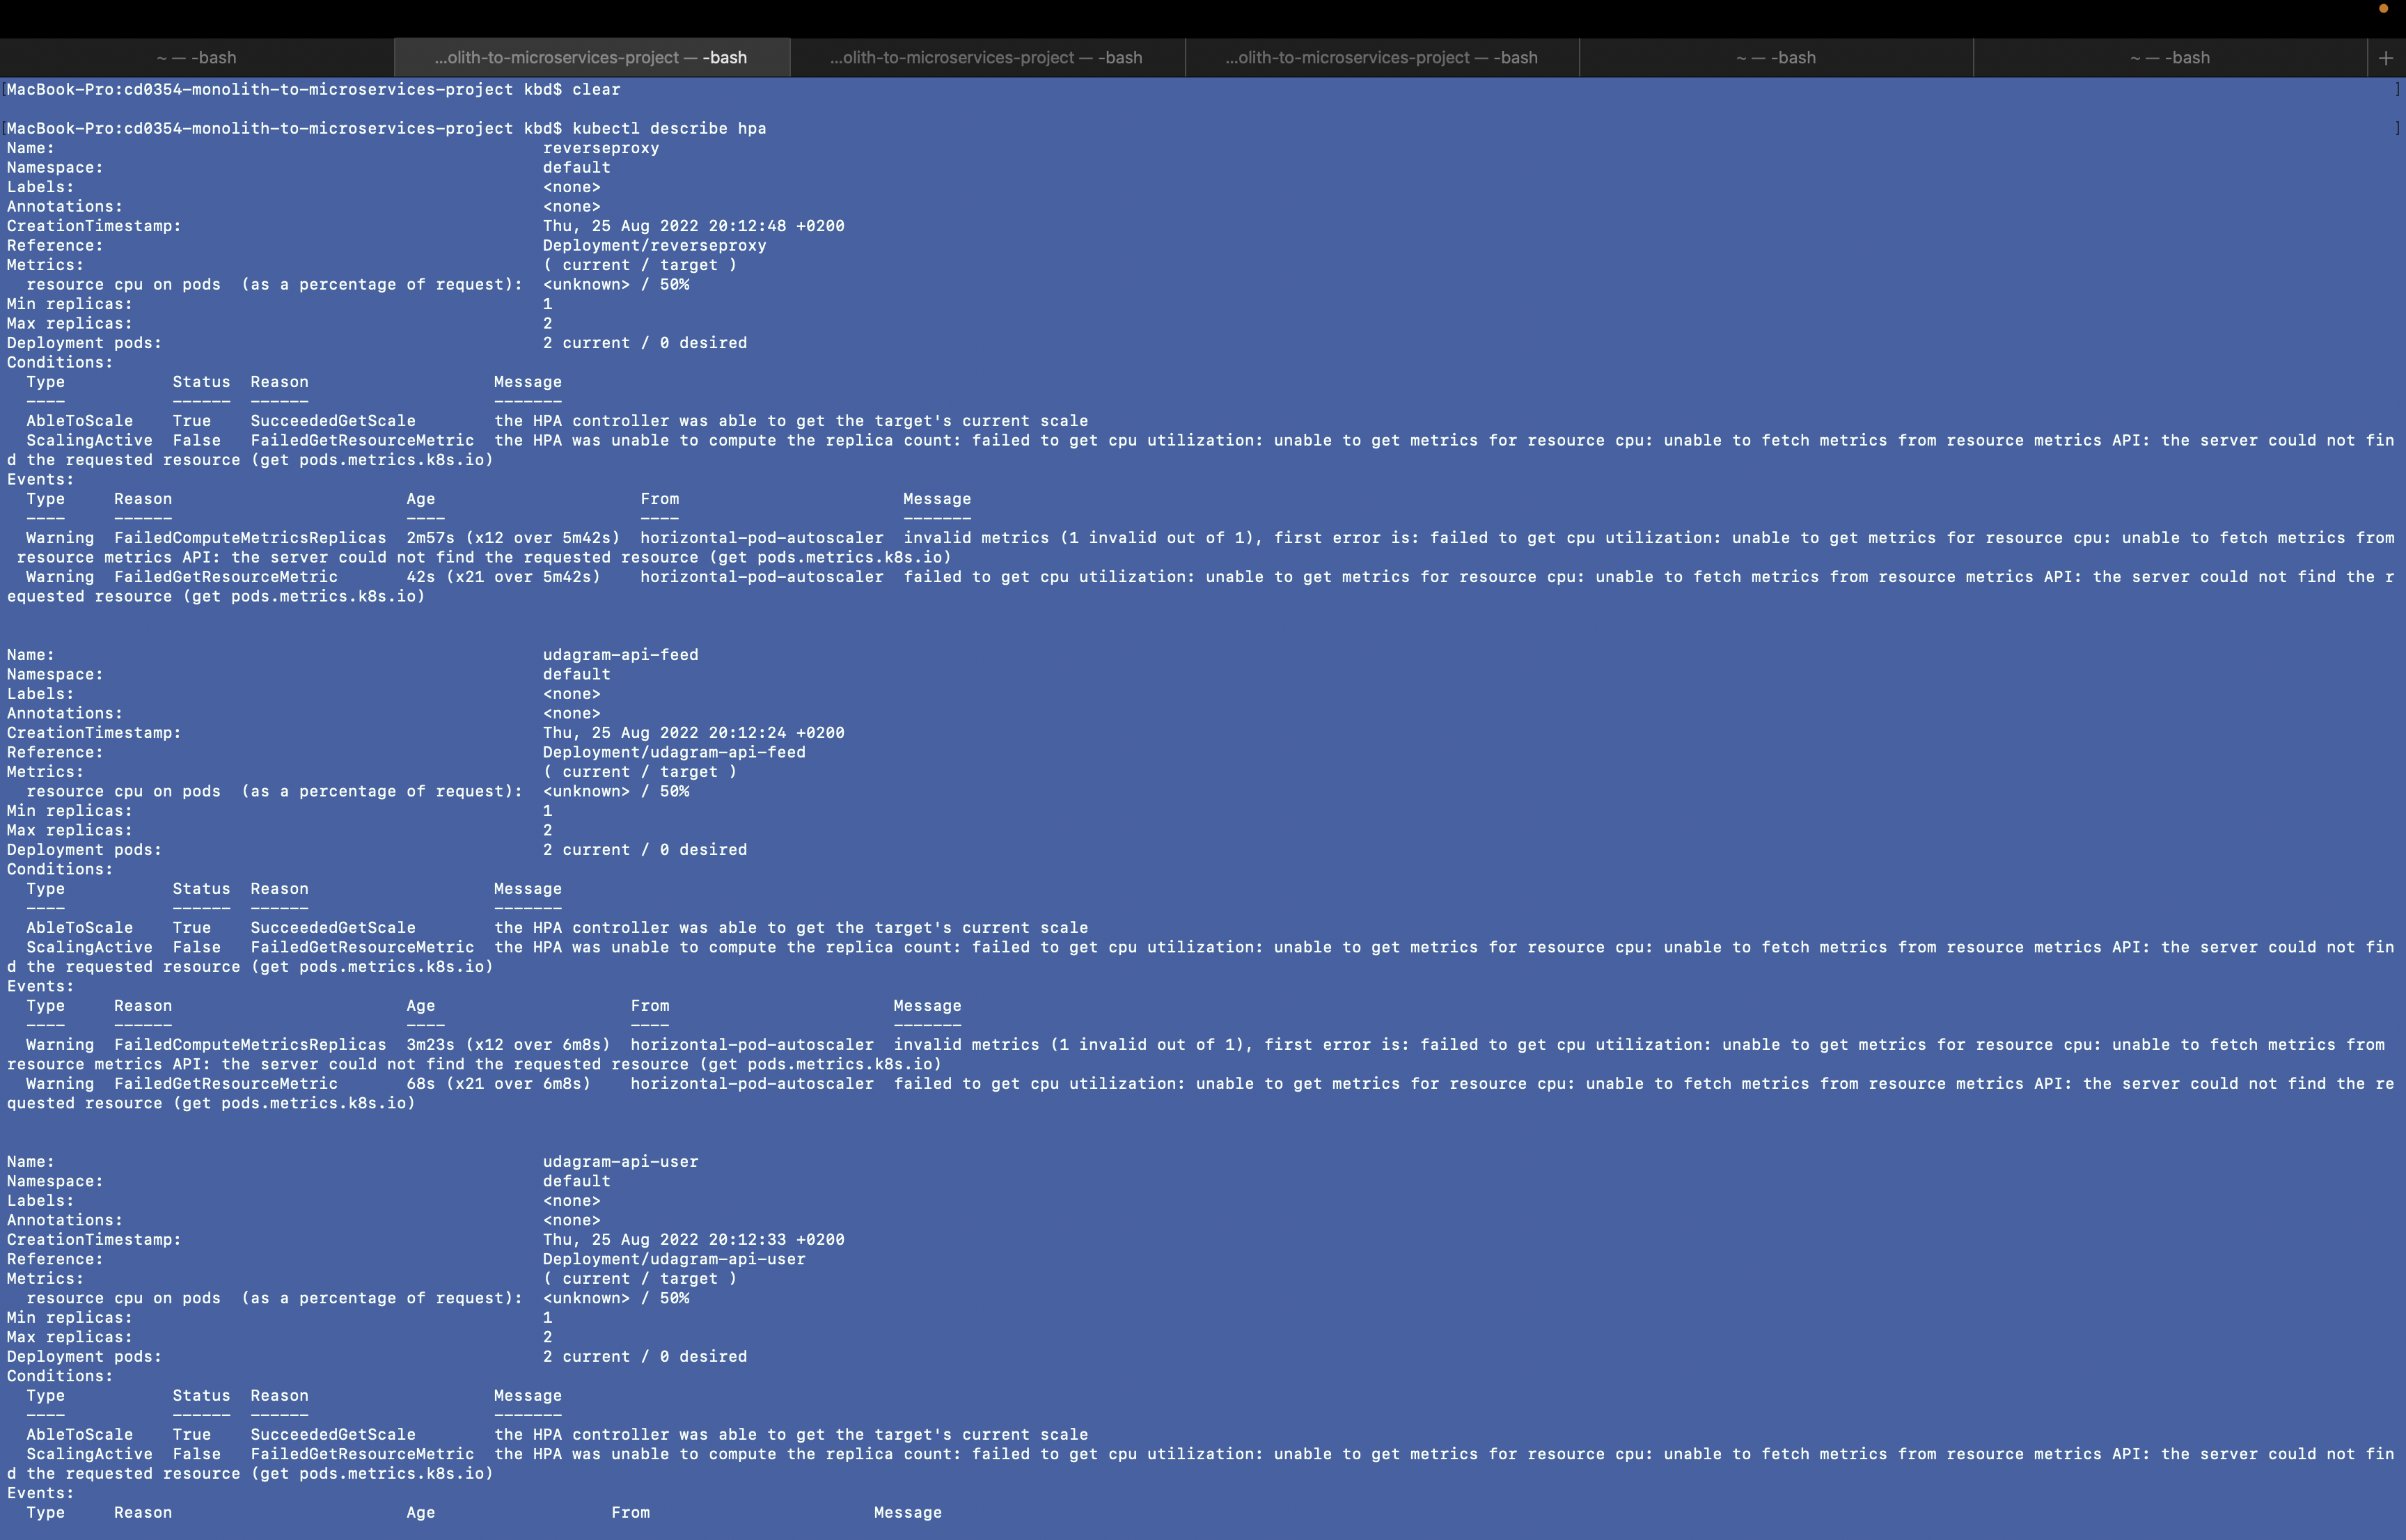 ~ — -bash
...olith-to-microservices-project — -bash
...olith-to-microservices-project — -bash
...olith-to-microservices-project — -bash
~ — -bash
~ — -bash
+
[MacBook-Pro:cd0354-monolith-to-microservices-project kbd$ clear ]
[MacBook-Pro:cd0354-monolith-to-microservices-project kbd$ kubectl describe hpa ]
Name: reverseproxy
Namespace: default
Labels: <none>
Annotations: <none>
CreationTimestamp: Thu, 25 Aug 2022 20:12:48 +0200
Reference: Deployment/reverseproxy
Metrics: ( current / target )
resource cpu on pods (as a percentage of request): <unknown> / 50%
Min replicas: 1
Max replicas: 2
Deployment pods: 2 current / 0 desired
Conditions:
Type Status Reason Message
---- ------ ------ -------
AbleToScale True SucceededGetScale the HPA controller was able to get the target's current scale
ScalingActive False FailedGetResourceMetric the HPA was unable to compute the replica count: failed to get cpu utilization: unable to get metrics for resource cpu: unable to fetch metrics from resource metrics API: the server could not fin
d the requested resource (get pods.metrics.k8s.io)
Events:
Type Reason Age From Message
---- ------ ---- ---- -------
Warning FailedComputeMetricsReplicas 2m57s (x12 over 5m42s) horizontal-pod-autoscaler invalid metrics (1 invalid out of 1), first error is: failed to get cpu utilization: unable to get metrics for resource cpu: unable to fetch metrics from
resource metrics API: the server could not find the requested resource (get pods.metrics.k8s.io)
Warning FailedGetResourceMetric 42s (x21 over 5m42s) horizontal-pod-autoscaler failed to get cpu utilization: unable to get metrics for resource cpu: unable to fetch metrics from resource metrics API: the server could not find the r
equested resource (get pods.metrics.k8s.io)
Name: udagram-api-feed
Namespace: default
Labels: <none>
Annotations: <none>
CreationTimestamp: Thu, 25 Aug 2022 20:12:24 +0200
Reference: Deployment/udagram-api-feed
Metrics: ( current / target )
resource cpu on pods (as a percentage of request): <unknown> / 50%
Min replicas: 1
Max replicas: 2
Deployment pods: 2 current / 0 desired
Conditions:
Type Status Reason Message
---- ------ ------ -------
AbleToScale True SucceededGetScale the HPA controller was able to get the target's current scale
ScalingActive False FailedGetResourceMetric the HPA was unable to compute the replica count: failed to get cpu utilization: unable to get metrics for resource cpu: unable to fetch metrics from resource metrics API: the server could not fin
d the requested resource (get pods.metrics.k8s.io)
Events:
Type Reason Age From Message
---- ------ ---- ---- -------
Warning FailedComputeMetricsReplicas 3m23s (x12 over 6m8s) horizontal-pod-autoscaler invalid metrics (1 invalid out of 1), first error is: failed to get cpu utilization: unable to get metrics for resource cpu: unable to fetch metrics from
resource metrics API: the server could not find the requested resource (get pods.metrics.k8s.io)
Warning FailedGetResourceMetric 68s (x21 over 6m8s) horizontal-pod-autoscaler failed to get cpu utilization: unable to get metrics for resource cpu: unable to fetch metrics from resource metrics API: the server could not find the re
quested resource (get pods.metrics.k8s.io)
Name: udagram-api-user
Namespace: default
Labels: <none>
Annotations: <none>
CreationTimestamp: Thu, 25 Aug 2022 20:12:33 +0200
Reference: Deployment/udagram-api-user
Metrics: ( current / target )
resource cpu on pods (as a percentage of request): <unknown> / 50%
Min replicas: 1
Max replicas: 2
Deployment pods: 2 current / 0 desired
Conditions:
Type Status Reason Message
---- ------ ------ -------
AbleToScale True SucceededGetScale the HPA controller was able to get the target's current scale
ScalingActive False FailedGetResourceMetric the HPA was unable to compute the replica count: failed to get cpu utilization: unable to get metrics for resource cpu: unable to fetch metrics from resource metrics API: the server could not fin
d the requested resource (get pods.metrics.k8s.io)
Events:
Type Reason Age From Message